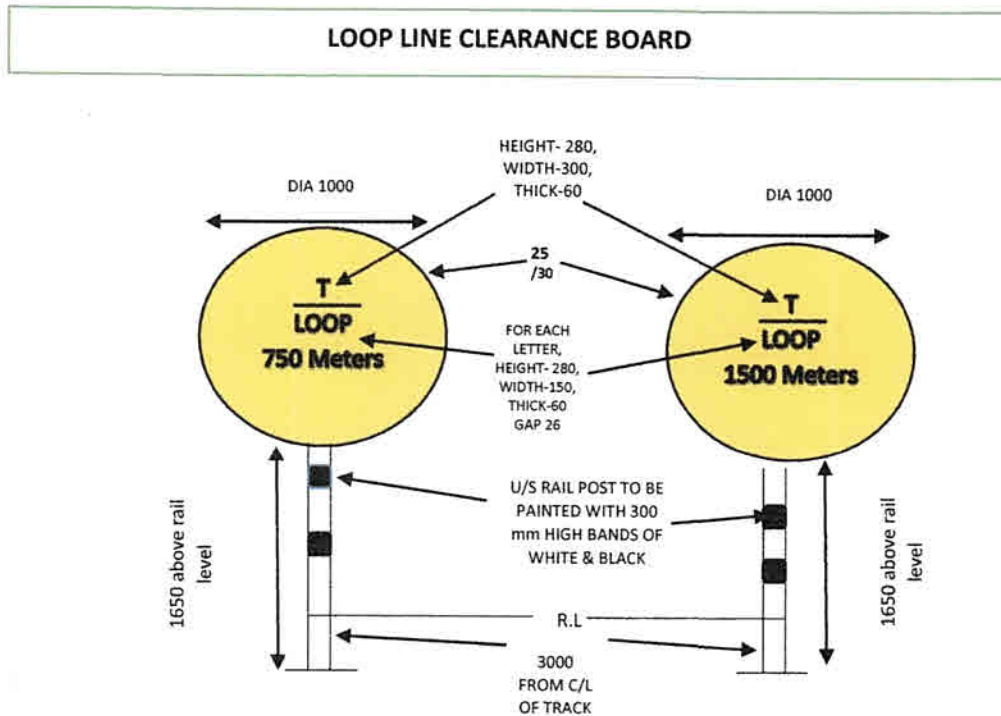 LOOP LINE CLEARANCE BOARD
HEIGHT- 280,
WIDTH-300,
THICK-60
DIA 1000
DIA 1000
25
/30
T
LOOP
750 Meters
T
LOOP
1500 Meters
FOR EACH
LETTER,
HEIGHT- 280,
WIDTH-150,
THICK-60
GAP 26
1650 above rail
level
U/S RAIL POST TO BE
PAINTED WITH 300
mm HIGH BANDS OF
WHITE & BLACK
1650 above rail
level
R.L
3000
FROM C/L
OF TRACK